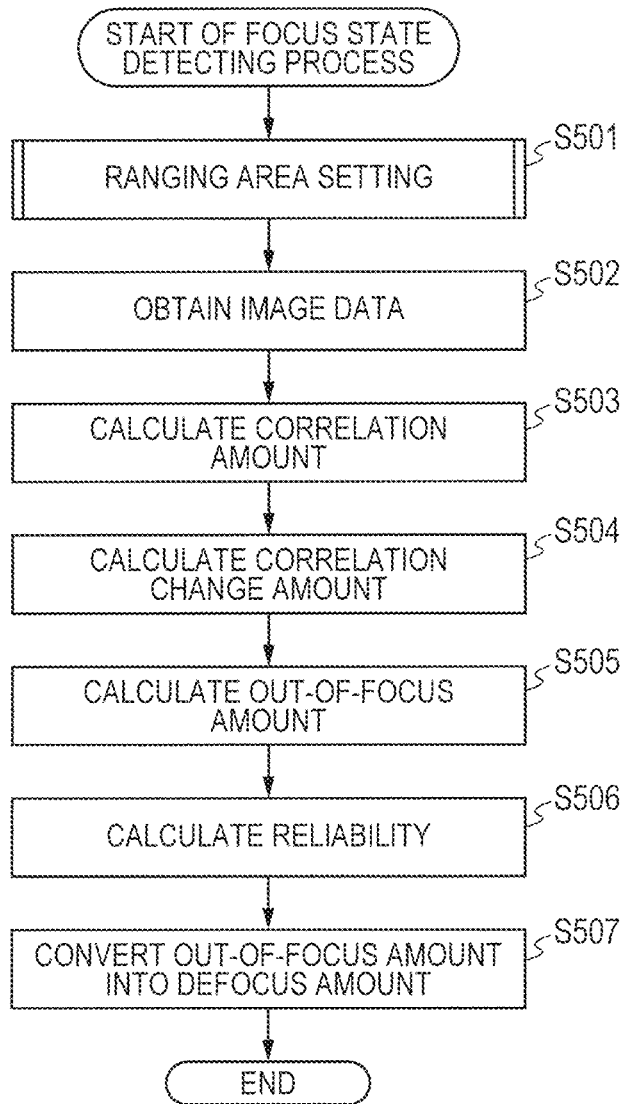 START OF FOCUS STATE
DETECTING PROCESS
S501
RANGING AREA SETTING
S502
OBTAIN IMAGE DATA
S503
CALCULATE CORRELATION
AMOUNT
S504
CALCULATE CORRELATION
CHANGE AMOUNT
S505
CALCULATE OUT-OF-FOCUS
AMOUNT
S506
CALCULATE RELIABILITY
S507
CONVERT OUT-OF-FOCUS AMOUNT
INTO DEFOCUS AMOUNT
END